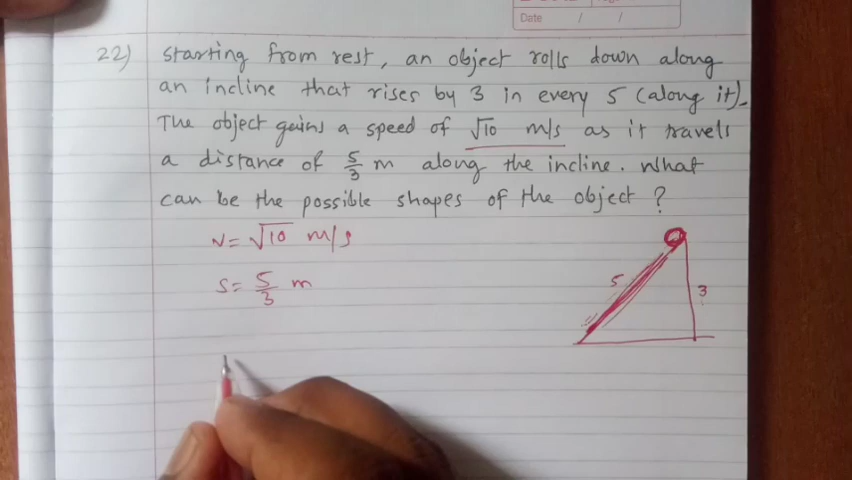 Date / /
22) starting from rest, an object rolls down along
an incline that rises by 3 in every 5 (along it).
The object gains a speed of √10 m/s as it travels
a distance of 5/3 m along the incline. What
can be the possible shapes of the object ?
v = √10 m/s
s = 5/3 m
5
3